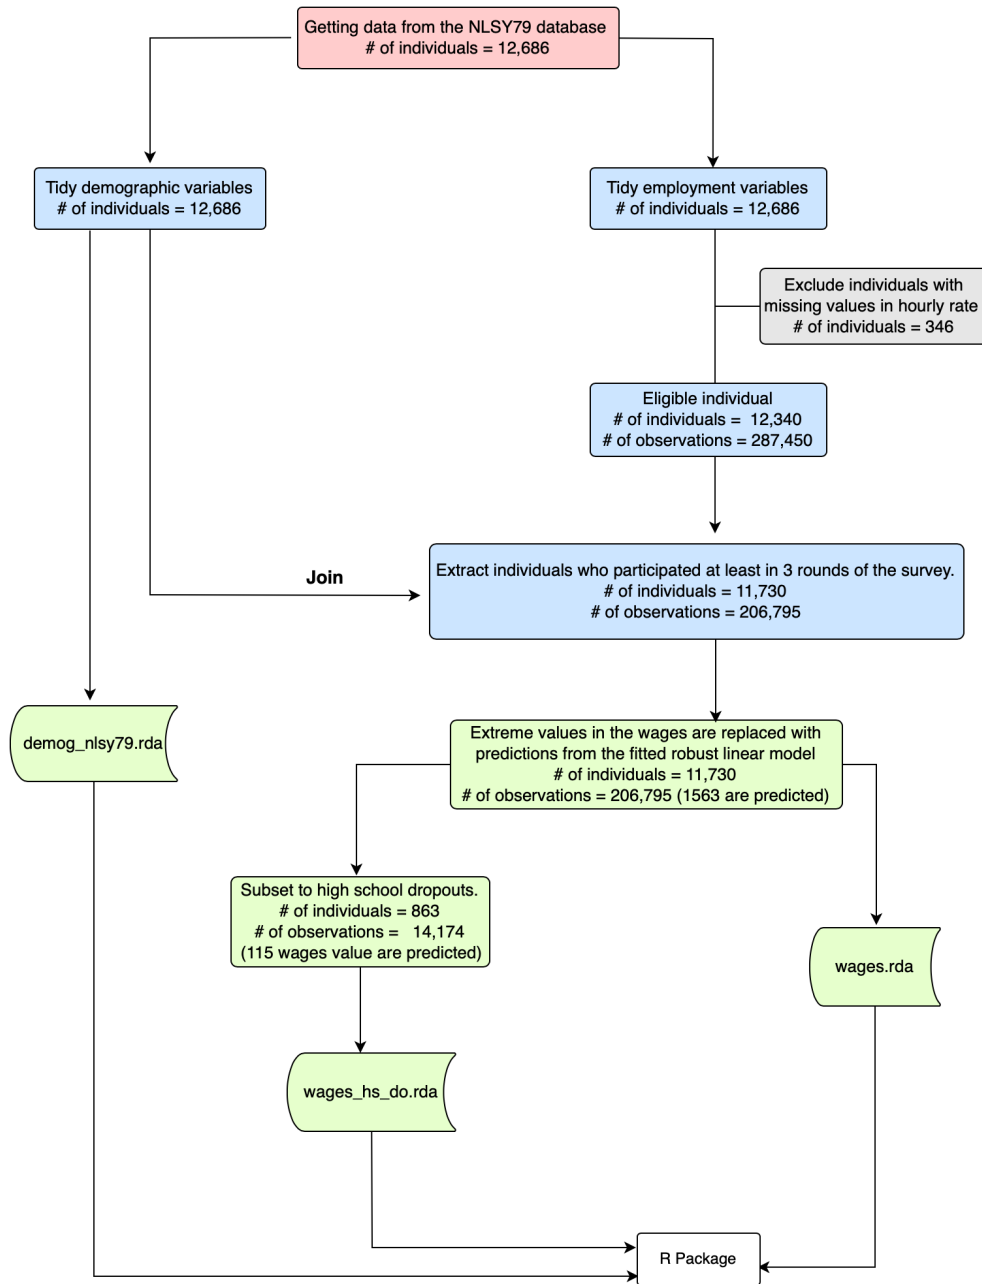 Getting data from the NLSY79 database
# of individuals = 12,686
Tidy demographic variables
# of individuals = 12,686
Tidy employment variables
# of individuals = 12,686
Exclude individuals with
missing values in hourly rate
# of individuals = 346
Eligible individual
# of individuals = 12,340
# of observations = 287,450
Join
Extract individuals who participated at least in 3 rounds of the survey.
# of individuals = 11,730
# of observations = 206,795
demog_nlsy79.rda
Extreme values in the wages are replaced with
predictions from the fitted robust linear model
# of individuals = 11,730
# of observations = 206,795 (1563 are predicted)
Subset to high school dropouts.
# of individuals = 863
# of observations = 14,174
(115 wages value are predicted)
wages.rda
wages_hs_do.rda
R Package